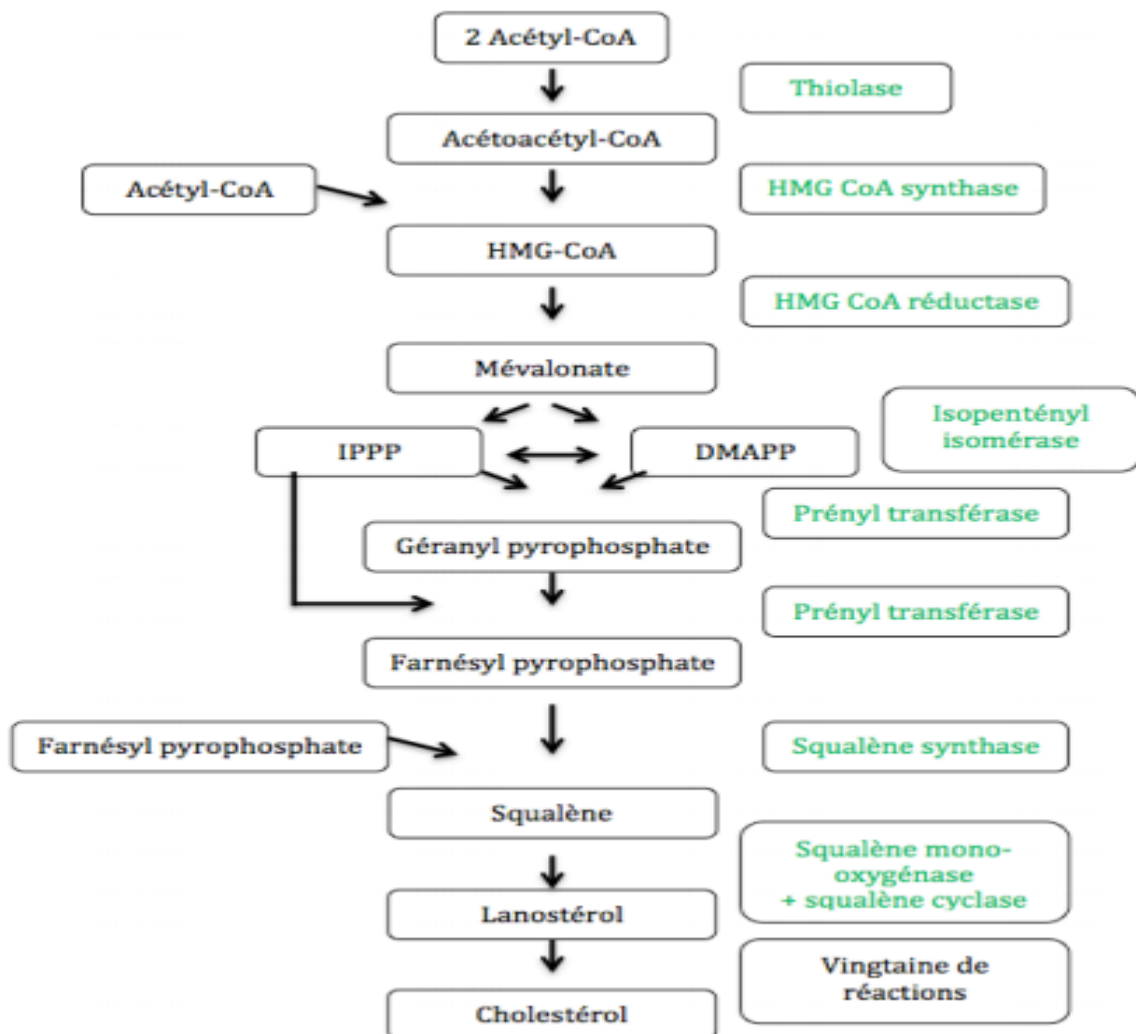 2 Acétyl-CoA
Thiolase
Acétoacétyl-CoA
Acétyl-CoA
HMG CoA synthase
HMG-CoA
HMG CoA réductase
Mévalonate
Isopentényl
isomérase
IPPP
DMAPP
Prényl transférase
Géranyl pyrophosphate
Prényl transférase
Farnésyl pyrophosphate
Farnésyl pyrophosphate
Squalène synthase
Squalène
Squalène mono-
oxygénase
+ squalène cyclase
Lanostérol
Vingtaine de
réactions
Cholestérol